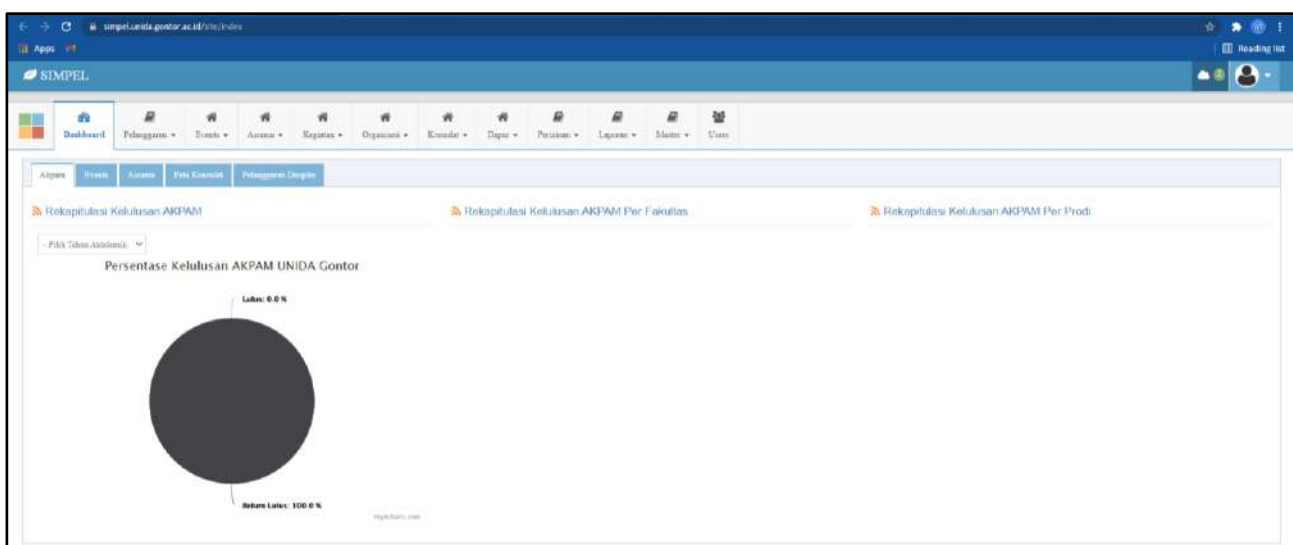 simpel.unida.gontor.ac.id/site/index
Apps
Reading list
SIMPEL
Dashboard Pelanggaran Events Asrama Kegiatan Organisasi Konsulat Dapur Perizinan Laporan Master Users
Akpam Events Asrama Peta Konsulat Pelanggaran Disiplin
Rekapitulasi Kelulusan AKPAM
Rekapitulasi Kelulusan AKPAM Per Fakultas
Rekapitulasi Kelulusan AKPAM Per Prodi
- Pilih Tahun Akademik-
Persentase Kelulusan AKPAM UNIDA Gontor
Lulus: 0.0 %
Belum Lulus: 100.0 %
Highcharts.com